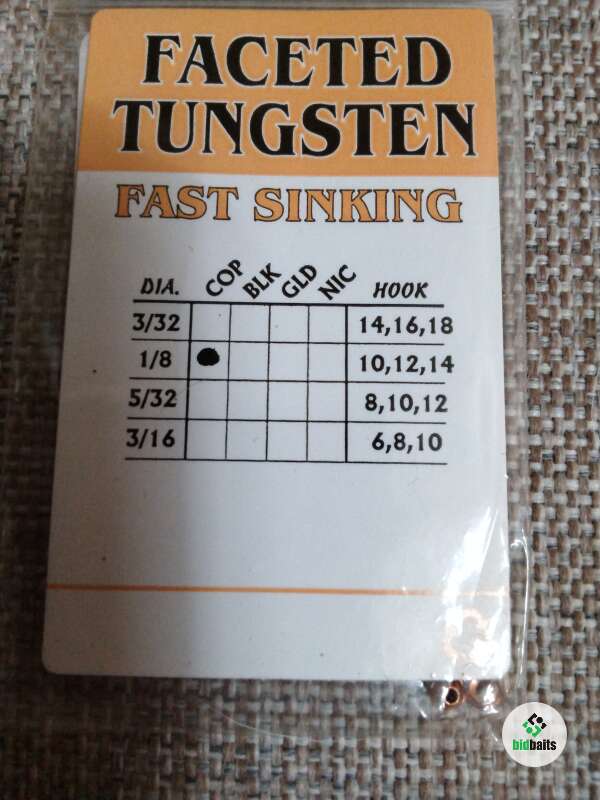 FACETED
TUNGSTEN
FAST SINKING
DIA. COP BLK GLD NIC HOOK
3/32 14,16,18
1/8 10,12,14
5/32 8,10,12
3/16 6,8,10
bidbaits